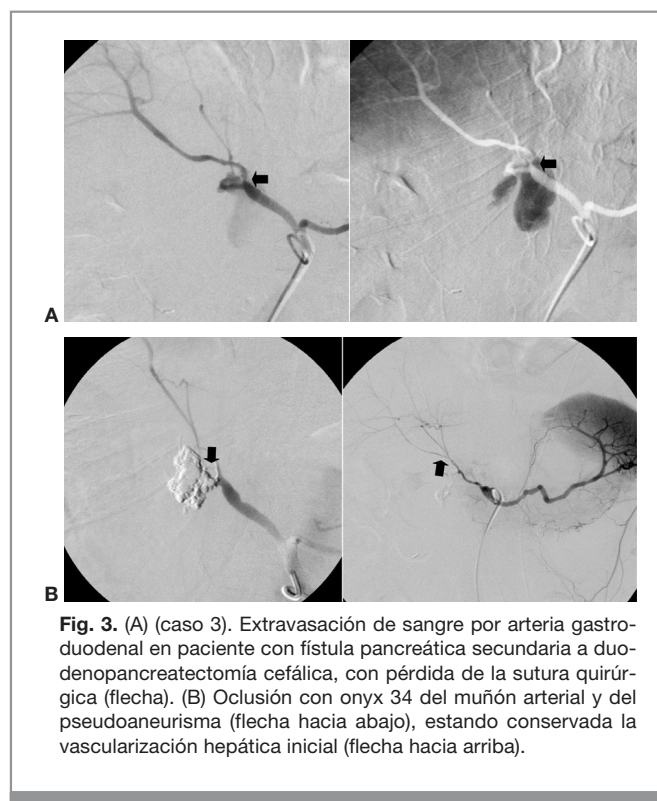 A
B
Fig. 3. (A) (caso 3). Extravasación de sangre por arteria gastro-
duodenal en paciente con fístula pancreática secundaria a duo-
denopancreatectomía cefálica, con pérdida de la sutura quirúr-
gica (flecha). (B) Oclusión con onyx 34 del muñón arterial y del
pseudoaneurisma (flecha hacia abajo), estando conservada la
vascularización hepática inicial (flecha hacia arriba).